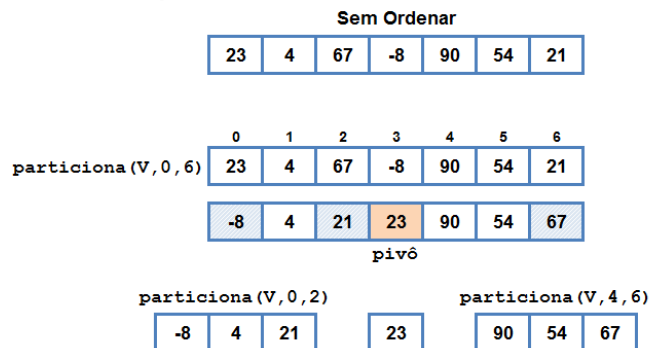 Sem Ordenar
23 4 67 -8 90 54 21
0 1 2 3 4 5 6
particiona(V,0,6) 23 4 67 -8 90 54 21
-8 4 21 23 90 54 67
pivô
particiona(V,0,2) particiona(V,4,6)
-8 4 21 23 90 54 67